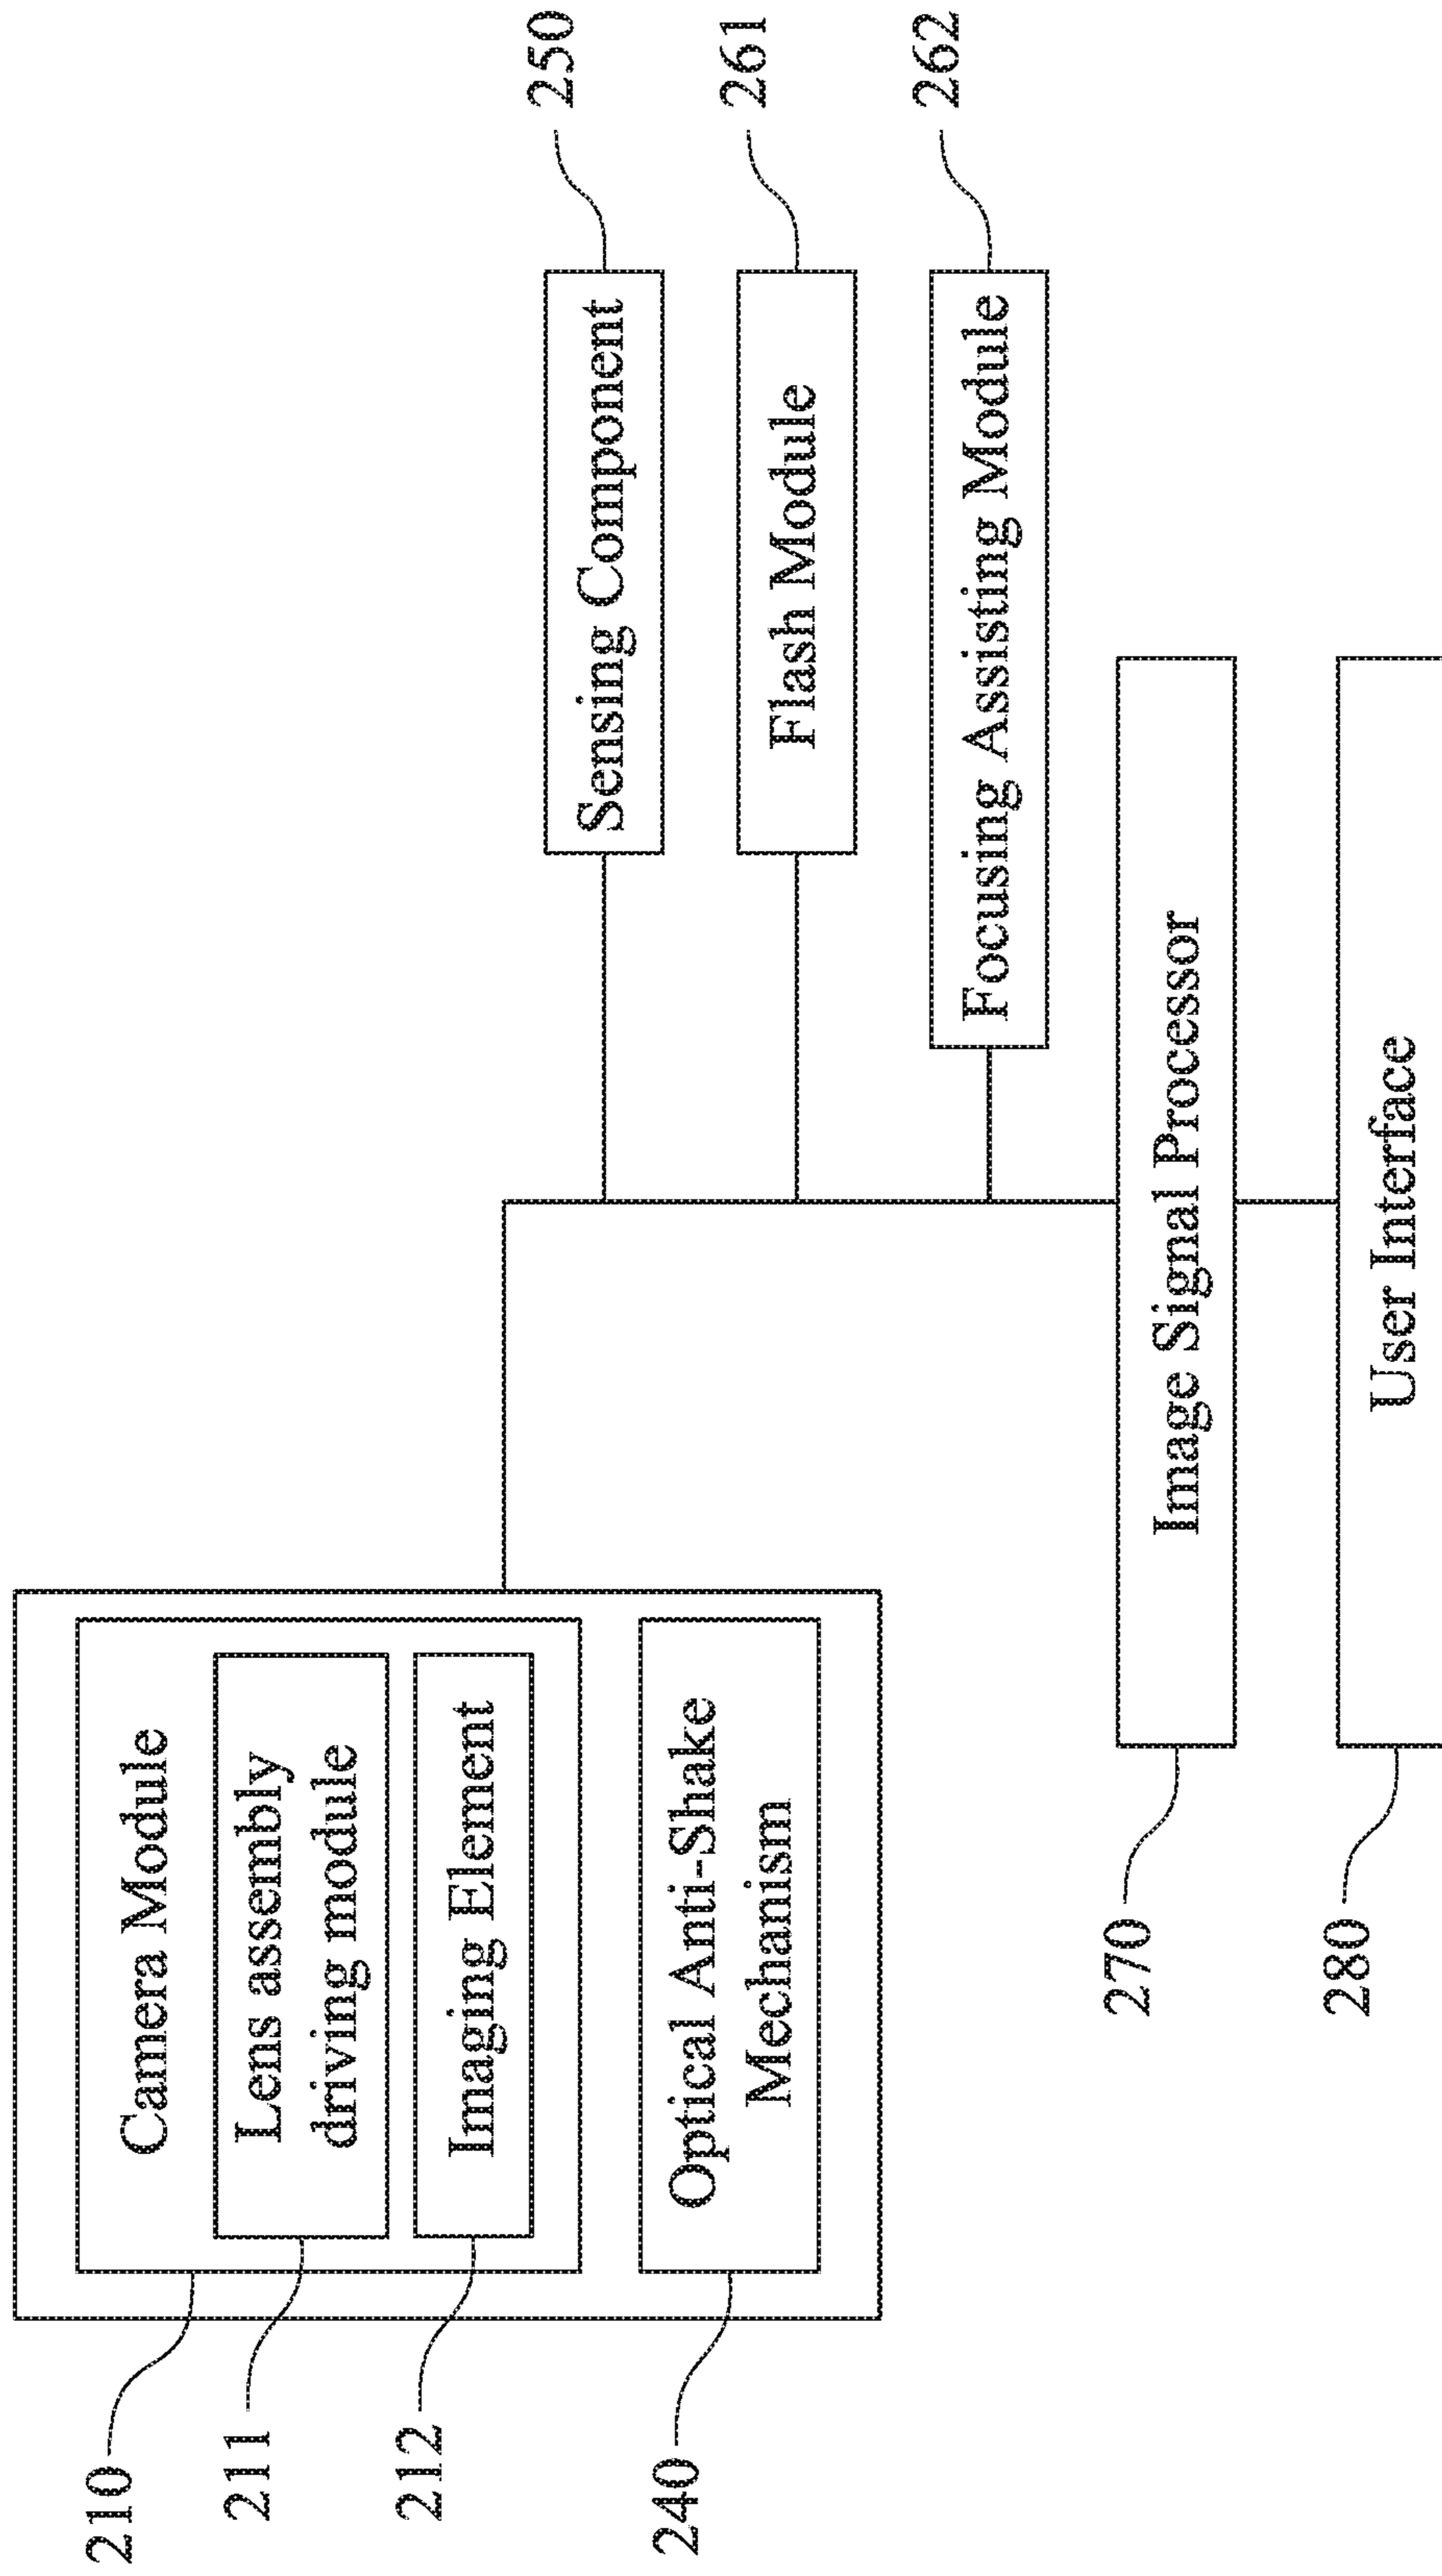 210
Camera Module
211
Lens assembly
driving module
212
Imaging Element
240
Optical Anti-Shake
Mechanism
Sensing Component
250
Flash Module
261
Focusing Assisting Module
262
270
Image Signal Processor
280
User Interface